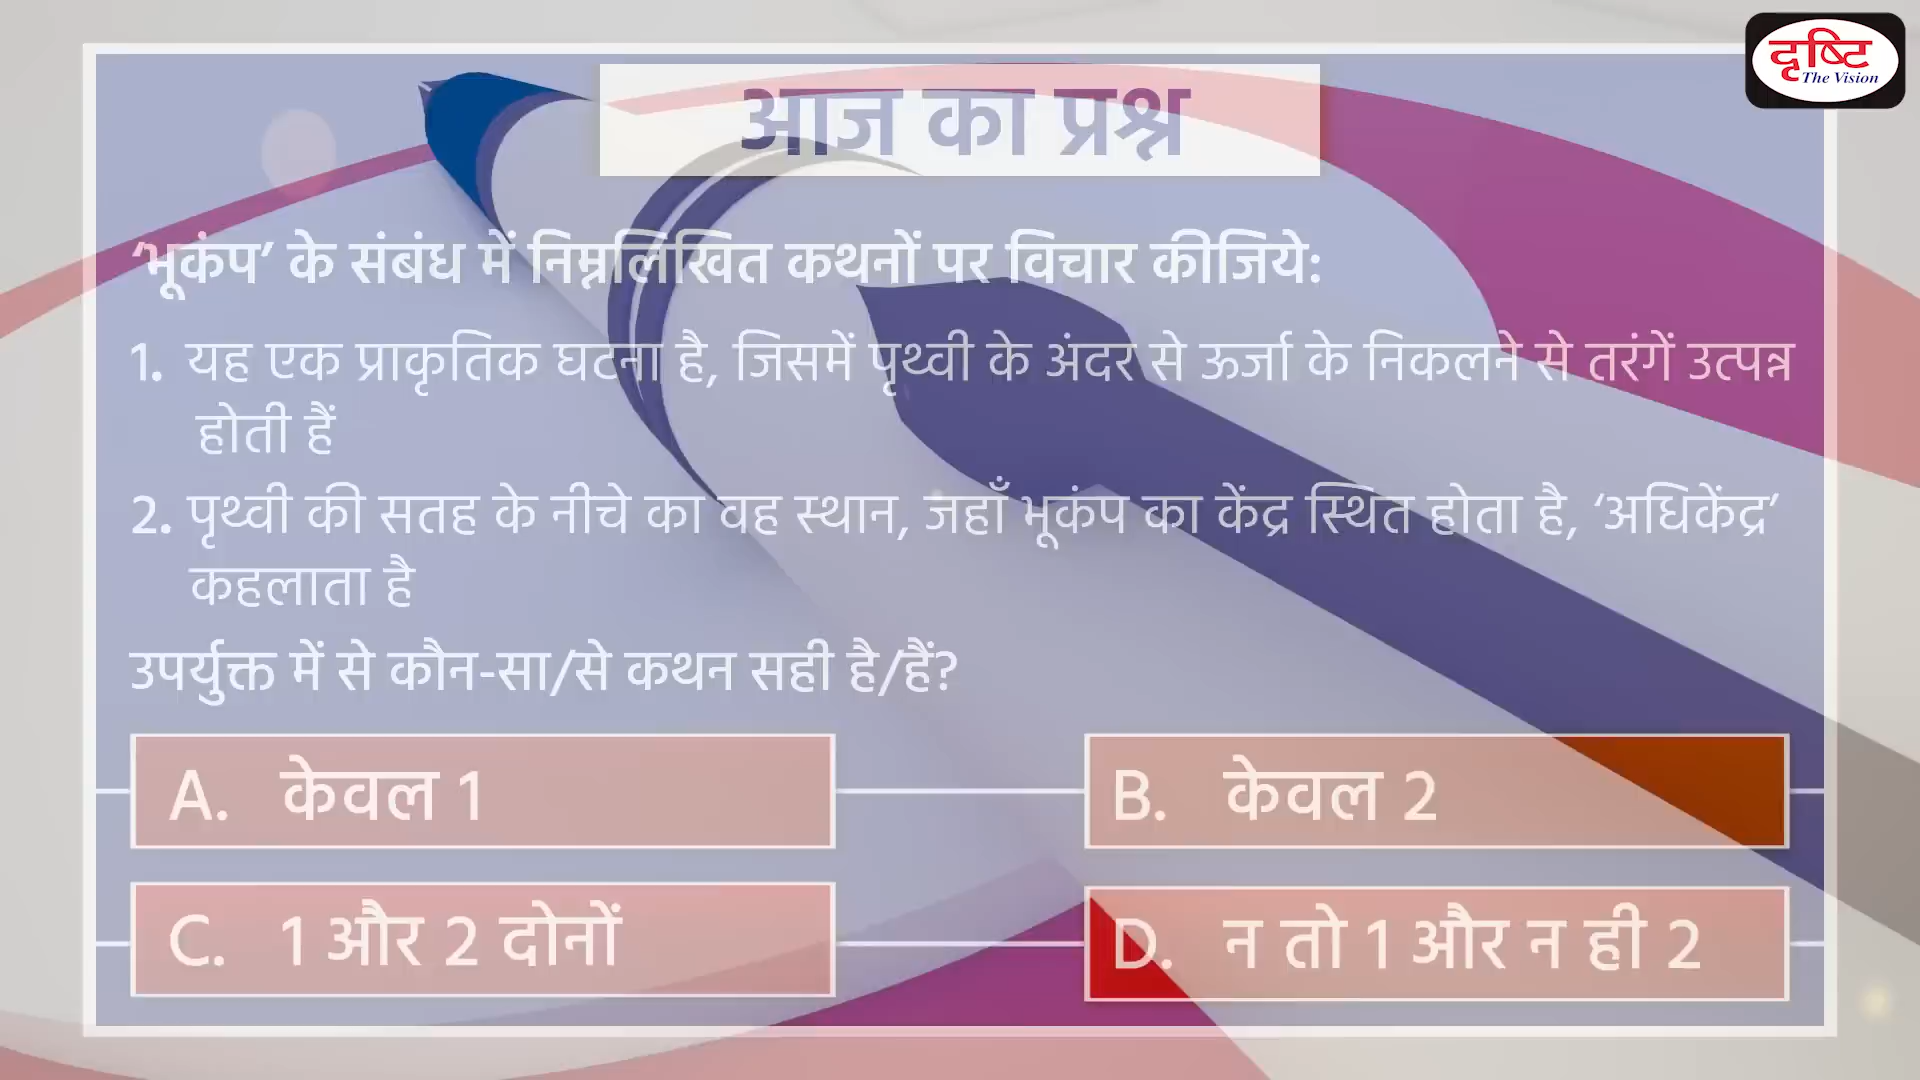 दृष्टि
The Vision
आज का प्रश्न
‘भूकंप’ के संबंध में निम्नलिखित कथनों पर विचार कीजिये:
1. यह एक प्राकृतिक घटना है, जिसमें पृथ्वी के अंदर से ऊर्जा के निकलने से तरंगें उत्पन्न
होती हैं
2. पृथ्वी की सतह के नीचे का वह स्थान, जहाँ भूकंप का केंद्र स्थित होता है, ‘अधिकेंद्र’
कहलाता है
उपर्युक्त में से कौन-सा/से कथन सही है/हैं?
A. केवल 1
B. केवल 2
C. 1 और 2 दोनों
D. न तो 1 और न ही 2